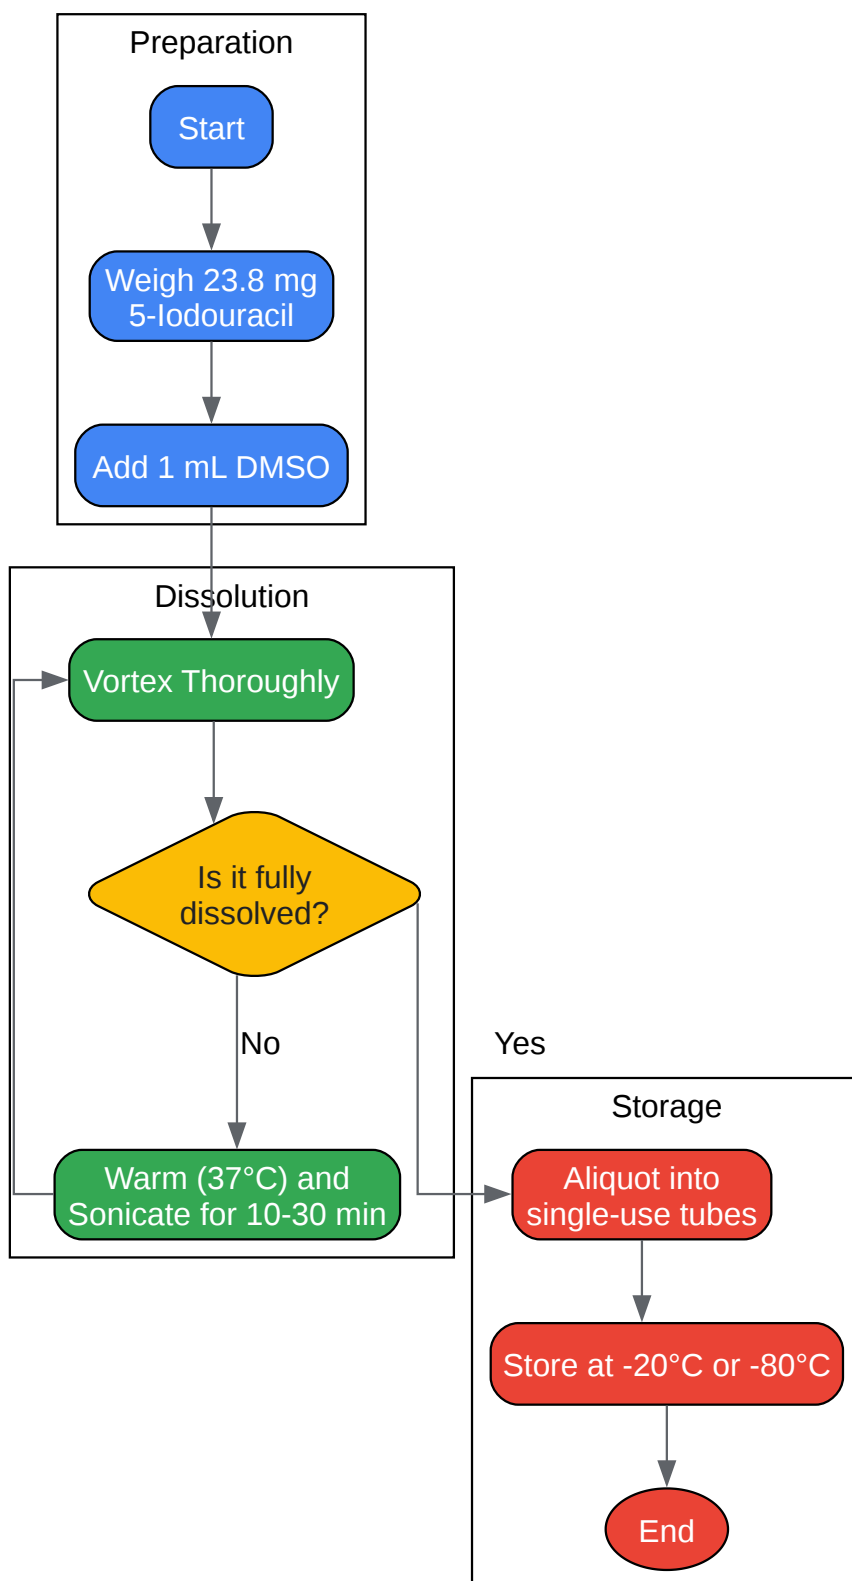 Preparation
Start
Weigh 23.8 mg
5-Iodouracil
Add 1 mL DMSO
Dissolution
Vortex Thoroughly
Is it fully
dissolved?
No
Yes
Warm (37°C) and
Sonicate for 10-30 min
Storage
Aliquot into
single-use tubes
Store at -20°C or -80°C
End